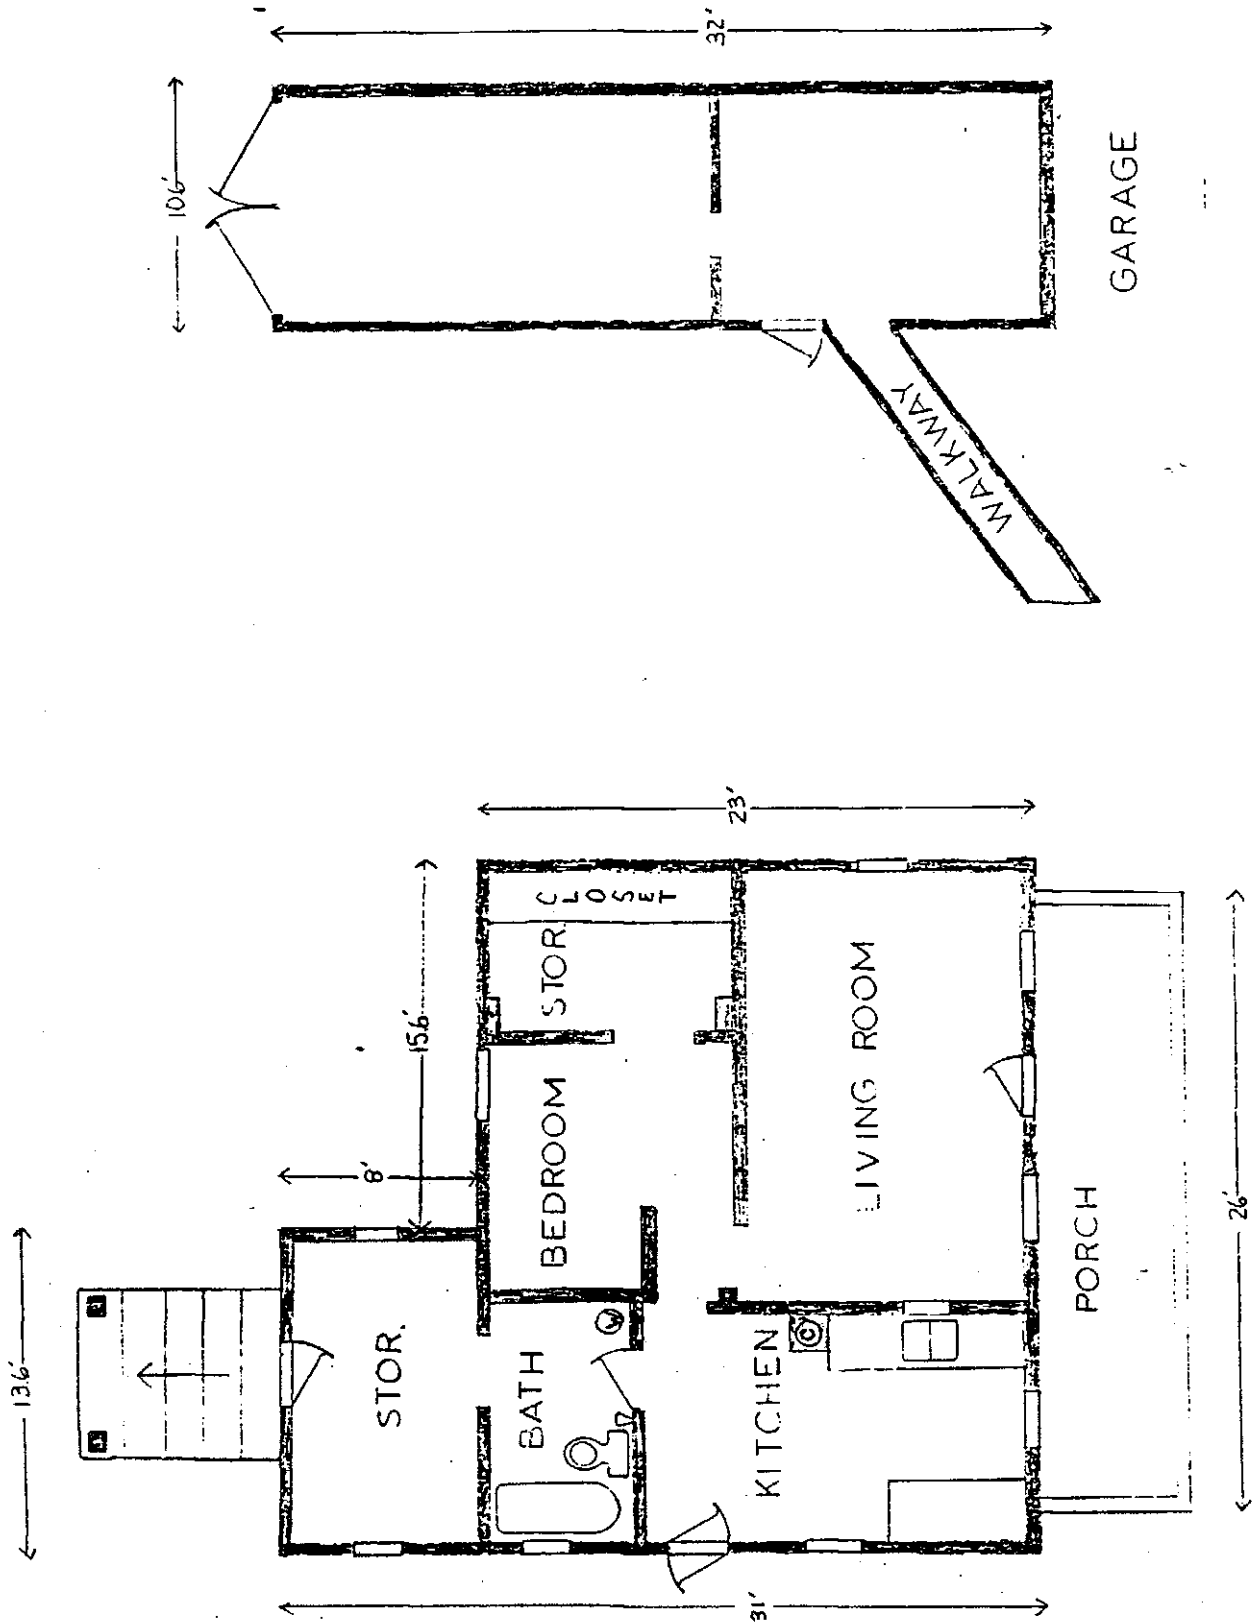 32'
10.6'
GARAGE
WALKWAY
23'
CLOSET
STOR.
15.6'
LIVING ROOM
BEDROOM
8'
26'
PORCH
13.6'
STOR.
BATH
W
KITCHEN
C
31'